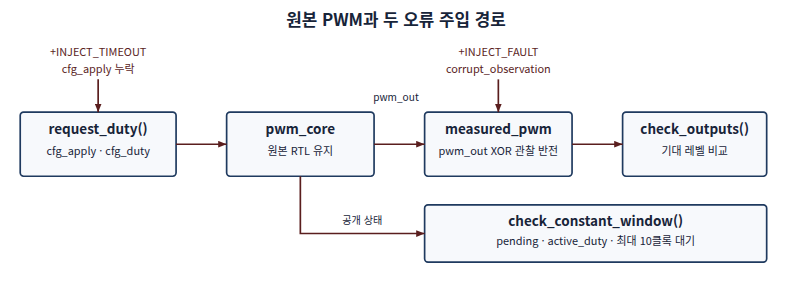 원본 PWM과 두 오류 주입 경로
+INJECT_TIMEOUT
cfg_apply 누락
+INJECT_FAULT
corrupt_observation
pwm_out
request_duty()
cfg_apply · cfg_duty
pwm_core
원본 RTL 유지
measured_pwm
pwm_out XOR 관찰 반전
check_outputs()
기대 레벨 비교
공개 상태
check_constant_window()
pending · active_duty · 최대 10클록 대기